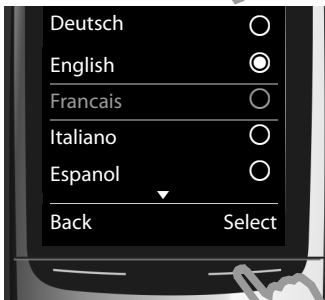 Deutsch
English
Francais
Italiano
Espanol
Back Select